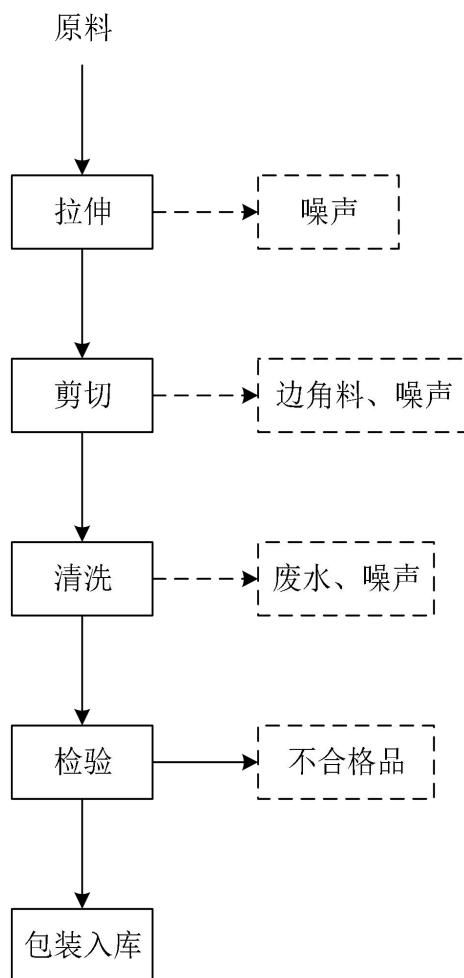 原料
拉伸
噪声
剪切
边角料、噪声
清洗
废水、噪声
检验
不合格品
包装入库